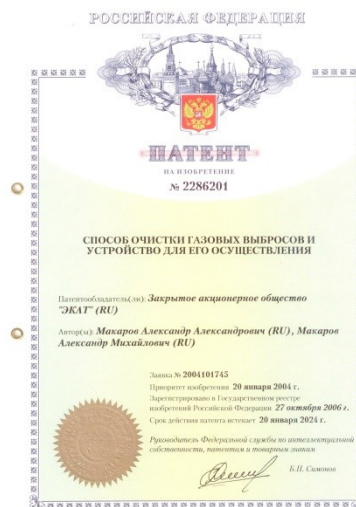 РОССИЙСКАЯ ФЕДЕРАЦИЯ
ПАТЕНТ
НА ИЗОБРЕТЕНИЕ
№ 2286201
СПОСОБ ОЧИСТКИ ГАЗОВЫХ ВЫБРОСОВ И
УСТРОЙСТВО ДЛЯ ЕГО ОСУЩЕСТВЛЕНИЯ
Патентообладатель(ли): Закрытое акционерное общество
"ЭКАТ" (RU)
Автор(ы): Макаров Александр Александрович (RU), Макаров
Александр Михайлович (RU)
Заявка № 2004101745
Приоритет изобретения 20 января 2004 г.
Зарегистрировано в Государственном реестре
изобретений Российской Федерации 27 октября 2006 г.
Срок действия патента истекает 20 января 2024 г.
Руководитель Федеральной службы по интеллектуальной
собственности, патентам и товарным знакам
Б.П. Симонов